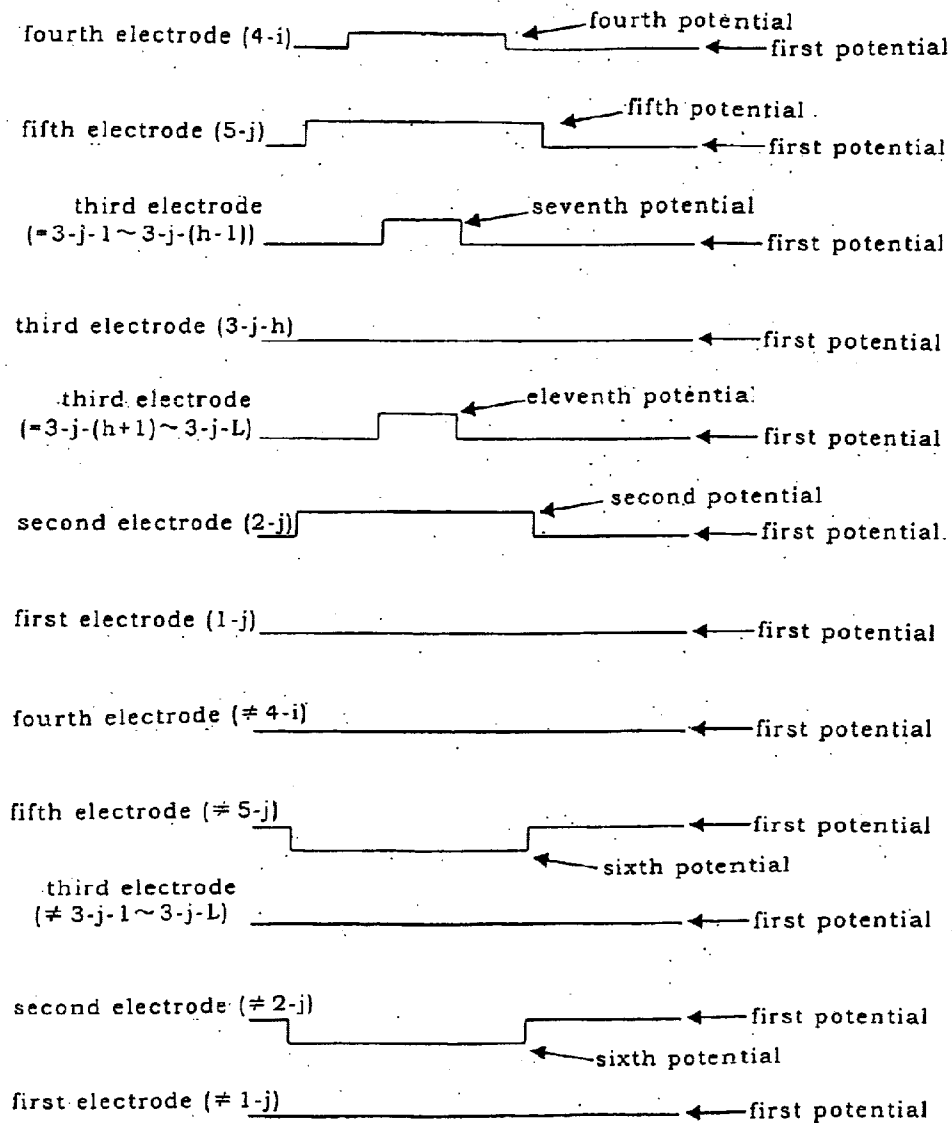 fourth electrode (4-i)
fourth potential
first potential
fifth electrode (5-j)
fifth potential.
first potential
third electrode
(=3-j-1~3-j-(h-1))
seventh potential
first potential
third electrode (3-j-h)
first potential
third electrode
(=3-j-(h+1)~3-j-L)
eleventh potential
first potential
second electrode (2-j)
second potential
first potential.
first electrode (1-j)
first potential
fourth electrode (≠4-i)
first potential
fifth electrode (≠5-j)
first potential
sixth potential
third electrode
(≠3-j-1~3-j-L)
first potential
second electrode (≠2-j)
first potential
sixth potential
first electrode (≠1-j)
first potential